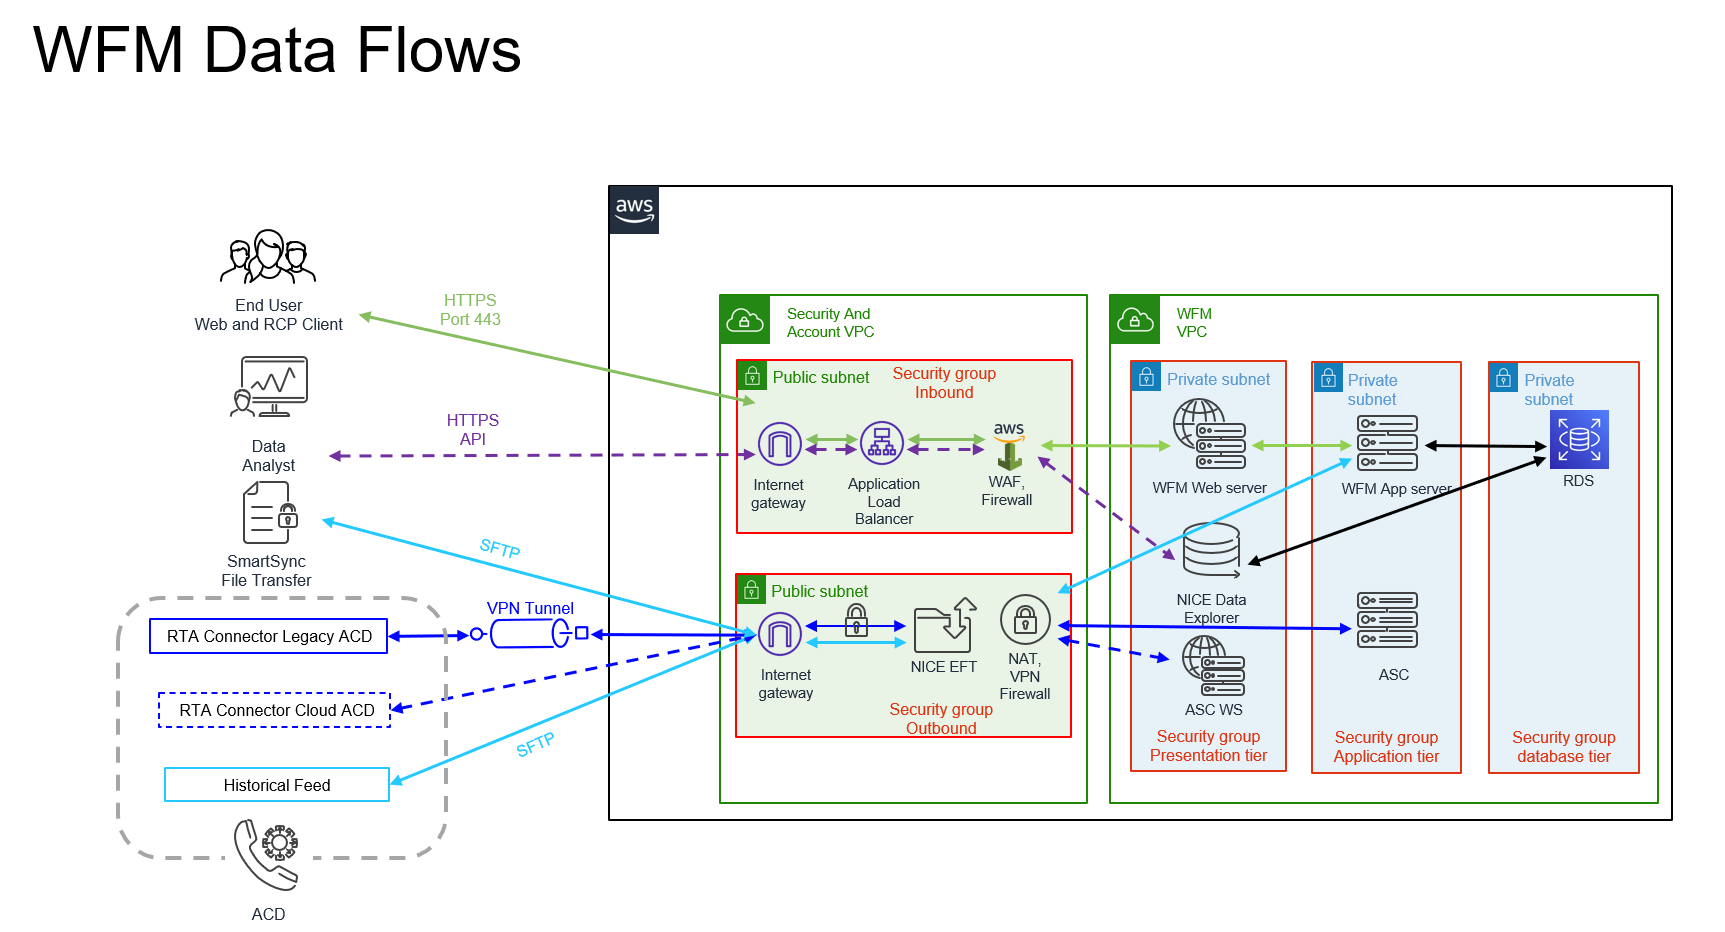 WFM Data Flows
aws
End User
Web and RCP Client
HTTPS
Port 443
Data
Analyst
HTTPS
API
SmartSync
File Transfer
SFTP
VPN Tunnel
RTA Connector Legacy ACD
RTA Connector Cloud ACD
SFTP
Historical Feed
ACD
Security And
Account VPC
Public subnet
Security group
Inbound
Internet
gateway
Application
Load
Balancer
aws
WAF,
Firewall
Public subnet
Internet
gateway
NICE EFT
NAT,
VPN
Firewall
Security group
Outbound
WFM
VPC
Private subnet
WFM Web server
NICE Data
Explorer
ASC WS
Security group
Presentation tier
Private
subnet
WFM App server
ASC
Security group
Application tier
Private
subnet
RDS
Security group
database tier